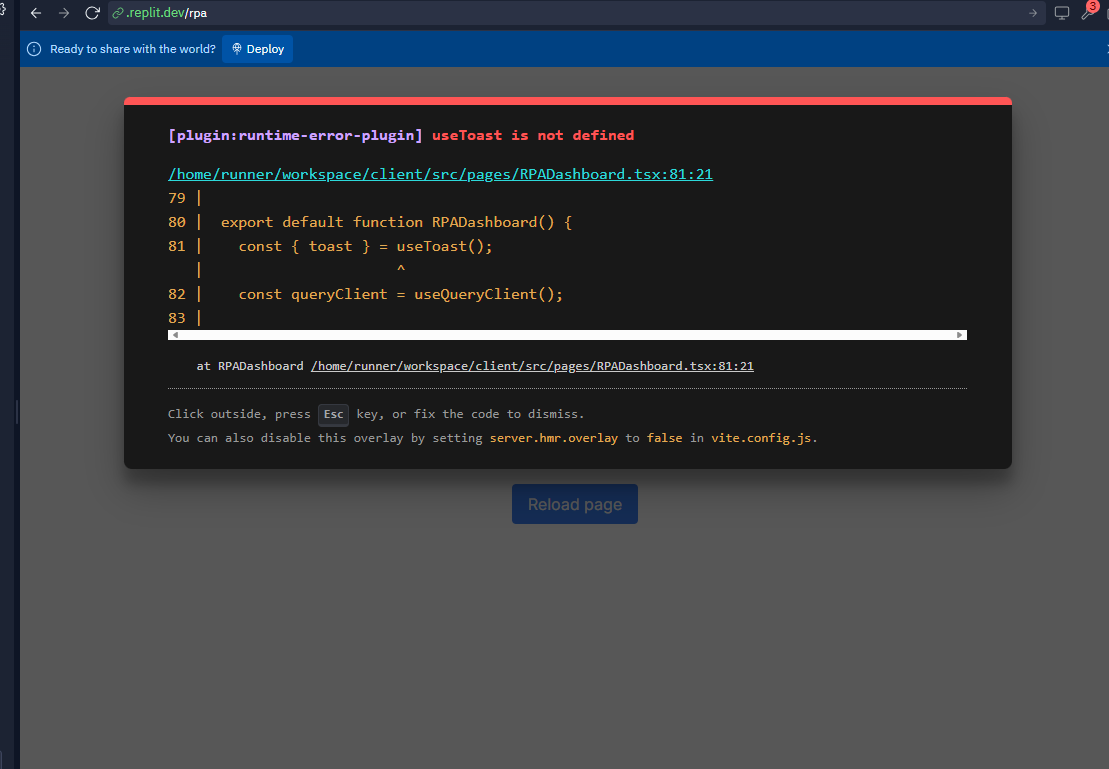 .replit.dev/rpa
3
Ready to share with the world? Deploy
[plugin:runtime-error-plugin] useToast is not defined
/home/runner/workspace/client/src/pages/RPADashboard.tsx:81:21
79 |
80 |  export default function RPADashboard() {
81 |    const { toast } = useToast();
   |                      ^
82 |    const queryClient = useQueryClient();
83 |
at RPADashboard /home/runner/workspace/client/src/pages/RPADashboard.tsx:81:21
Click outside, press Esc key, or fix the code to dismiss.
You can also disable this overlay by setting server.hmr.overlay to false in vite.config.js.
Reload page